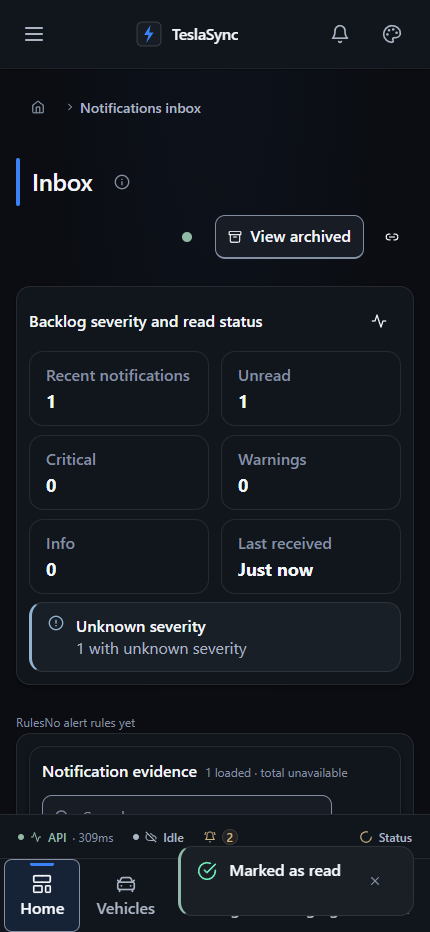 TeslaSync
Notifications inbox
Inbox
View archived
Backlog severity and read status
Recent notifications
1
Unread
1
Critical
0
Warnings
0
Info
0
Last received
Just now
Unknown severity
1 with unknown severity
RulesNo alert rules yet
Notification evidence 1 loaded · total unavailable
API · 309ms
Idle
2
Status
Marked as read
Home
Vehicles